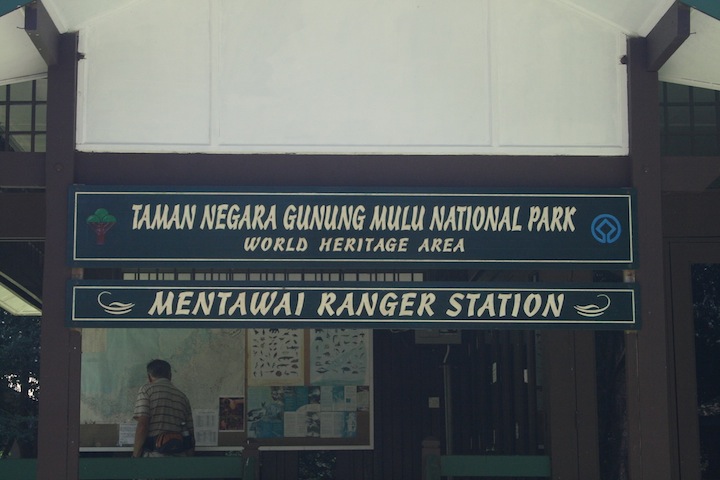 TAMAN NEGARA GUNUNG MULU NATIONAL PARK
WORLD HERITAGE AREA
MENTAWAI RANGER STATION